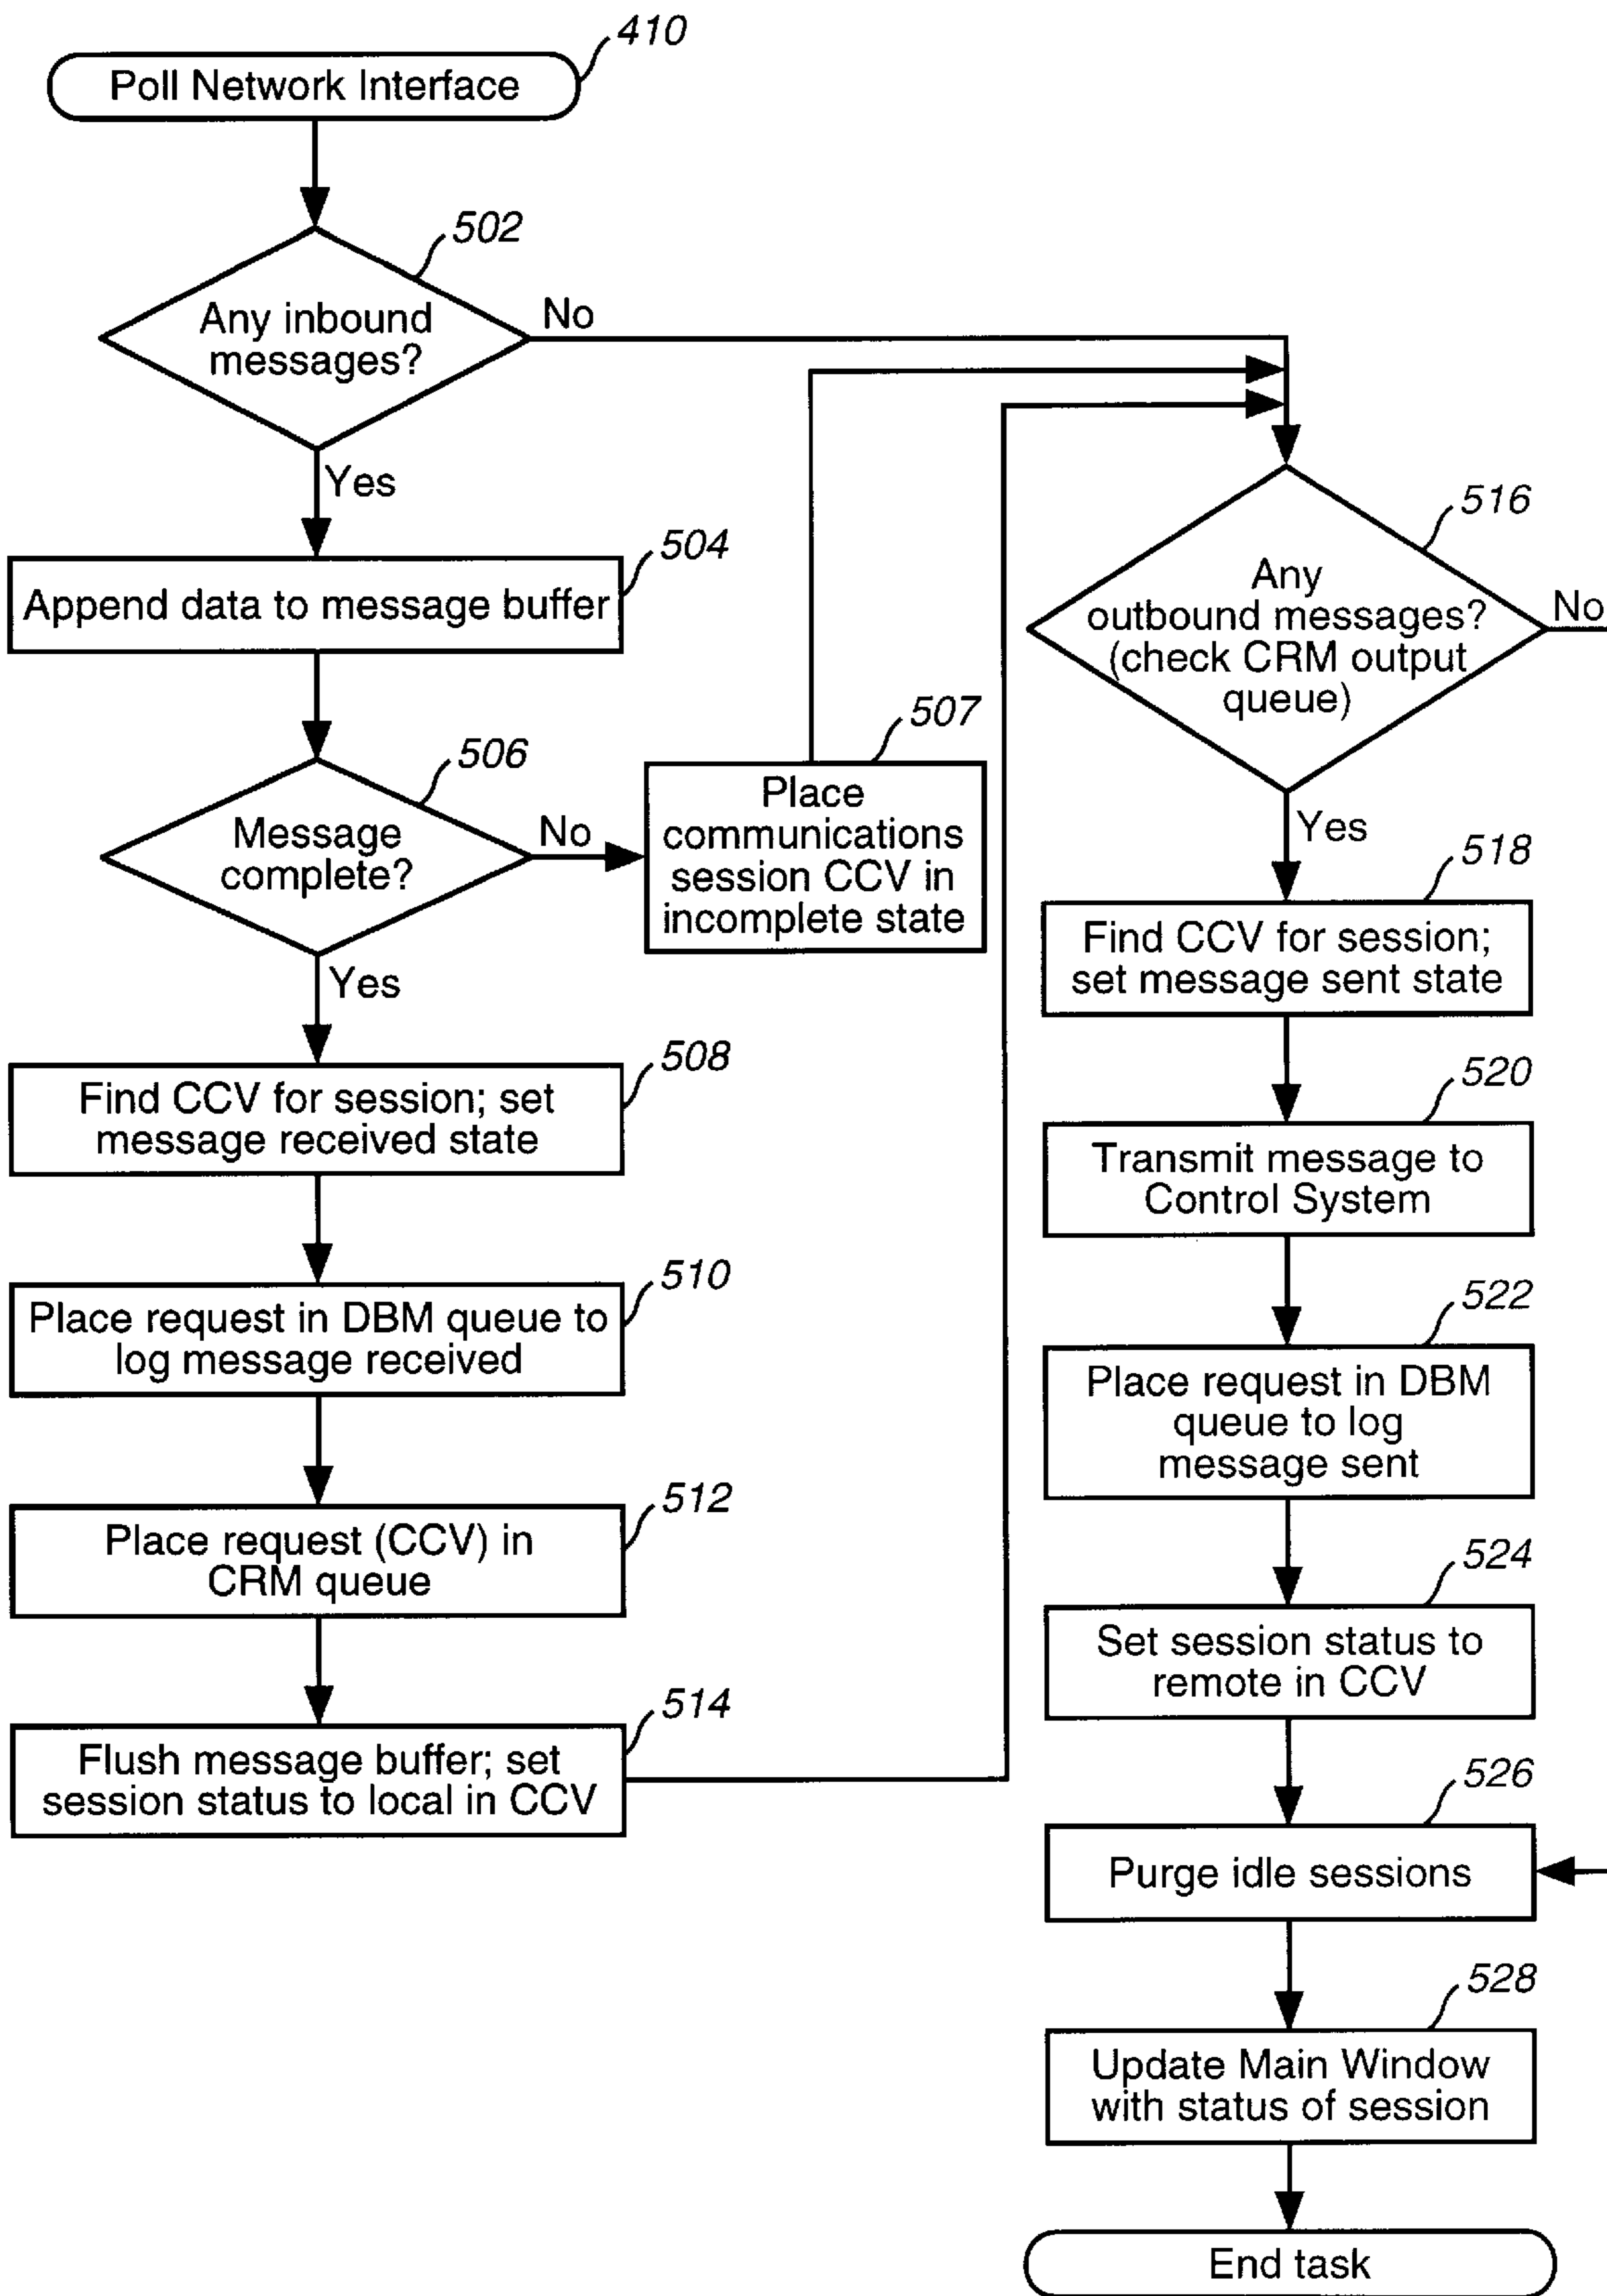 410
Poll Network Interface
502
Any inbound
messages?
No
Yes
504
Append data to message buffer
506
Message
complete?
No
507
Place
communications
session CCV in
incomplete state
Yes
508
Find CCV for session; set
message received state
510
Place request in DBM queue to
log message received
512
Place request (CCV) in
CRM queue
514
Flush message buffer; set
session status to local in CCV
516
Any
outbound messages?
(check CRM output
queue)
No
Yes
518
Find CCV for session;
set message sent state
520
Transmit message to
Control System
522
Place request in DBM
queue to log
message sent
524
Set session status to
remote in CCV
526
Purge idle sessions
528
Update Main Window
with status of session
End task